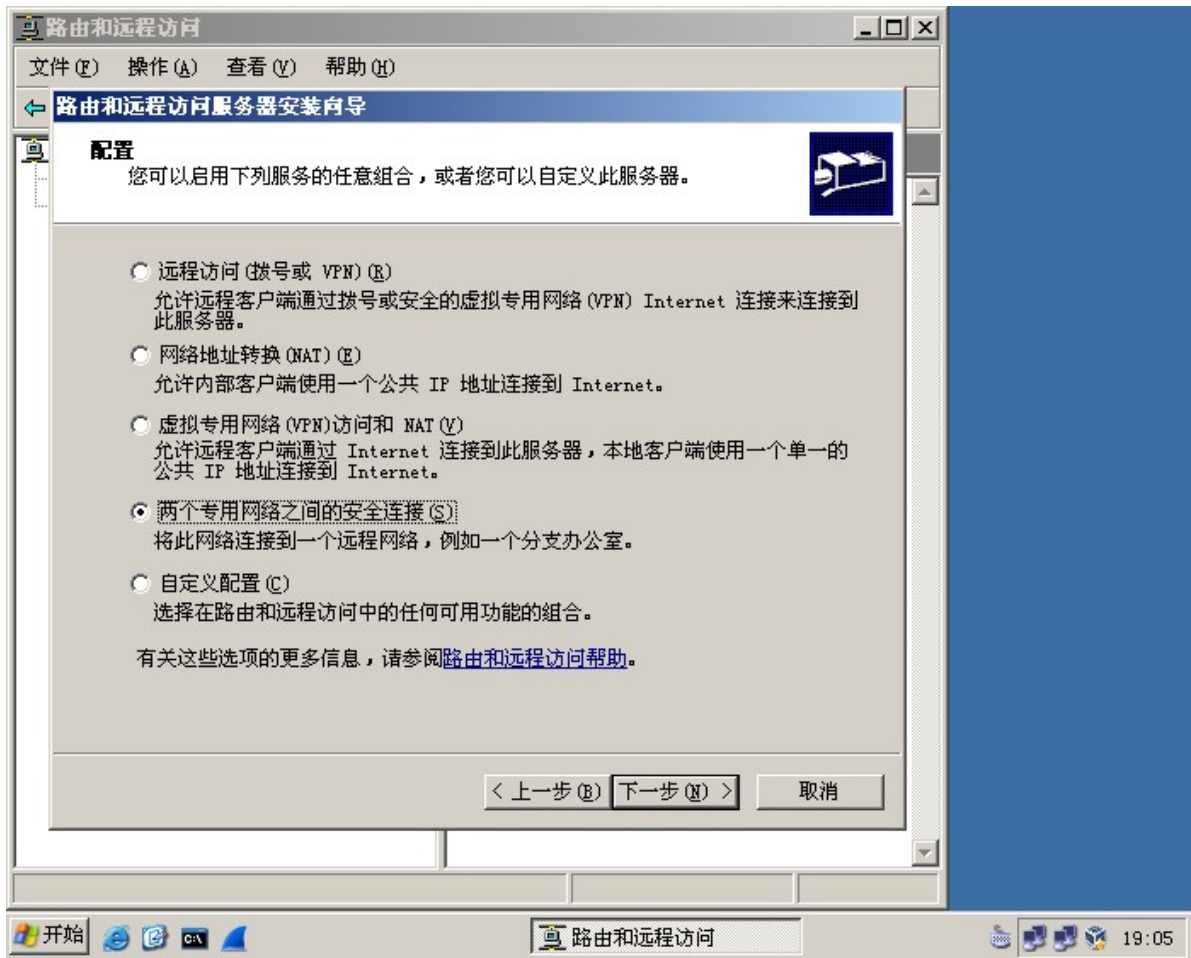 路由和远程访问
文件(F) 操作(A) 查看(V) 帮助(H)
路由和远程访问服务器安装向导
配置
您可以启用下列服务的任意组合，或者您可以自定义此服务器。
远程访问(拨号或 VPN)(R)
允许远程客户端通过拨号或安全的虚拟专用网络(VPN) Internet 连接来连接到
此服务器。
网络地址转换(NAT)(E)
允许内部客户端使用一个公共 IP 地址连接到 Internet。
虚拟专用网络(VPN)访问和 NAT(V)
允许远程客户端通过 Internet 连接到此服务器，本地客户端使用一个单一的
公共 IP 地址连接到 Internet。
两个专用网络之间的安全连接(S)
将此网络连接到一个远程网络，例如一个分支办公室。
自定义配置(C)
选择在路由和远程访问中的任何可用功能的组合。
有关这些选项的更多信息，请参阅路由和远程访问帮助。
< 上一步(B) 下一步(N) > 取消
开始 路由和远程访问 19:05